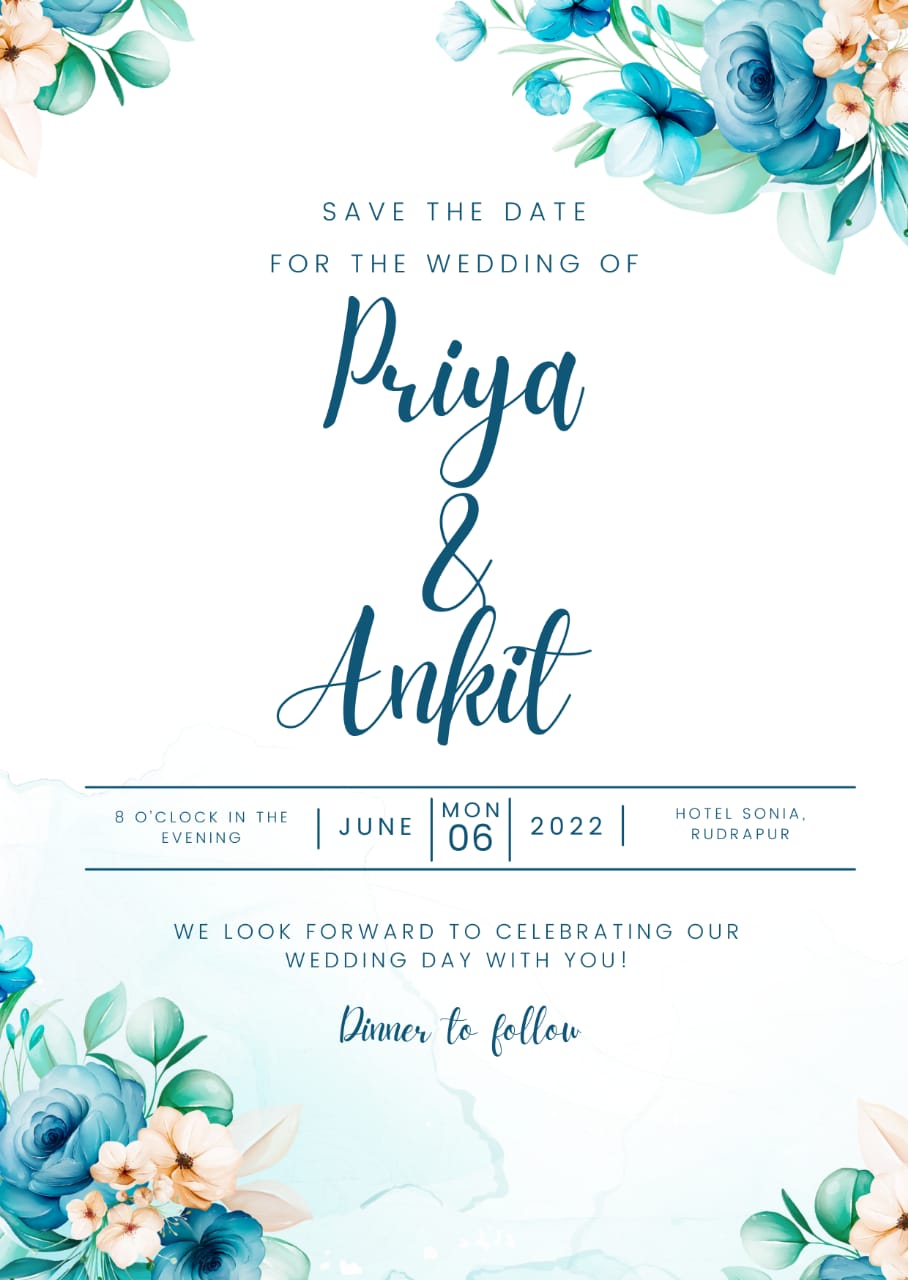 SAVE THE DATE
FOR THE WEDDING OF
Priya
&
Ankit
8 O'CLOCK IN THE
EVENING
JUNE
MON
06
2022
HOTEL SONIA,
RUDRAPUR
WE LOOK FORWARD TO CELEBRATING OUR
WEDDING DAY WITH YOU!
Dinner to follow